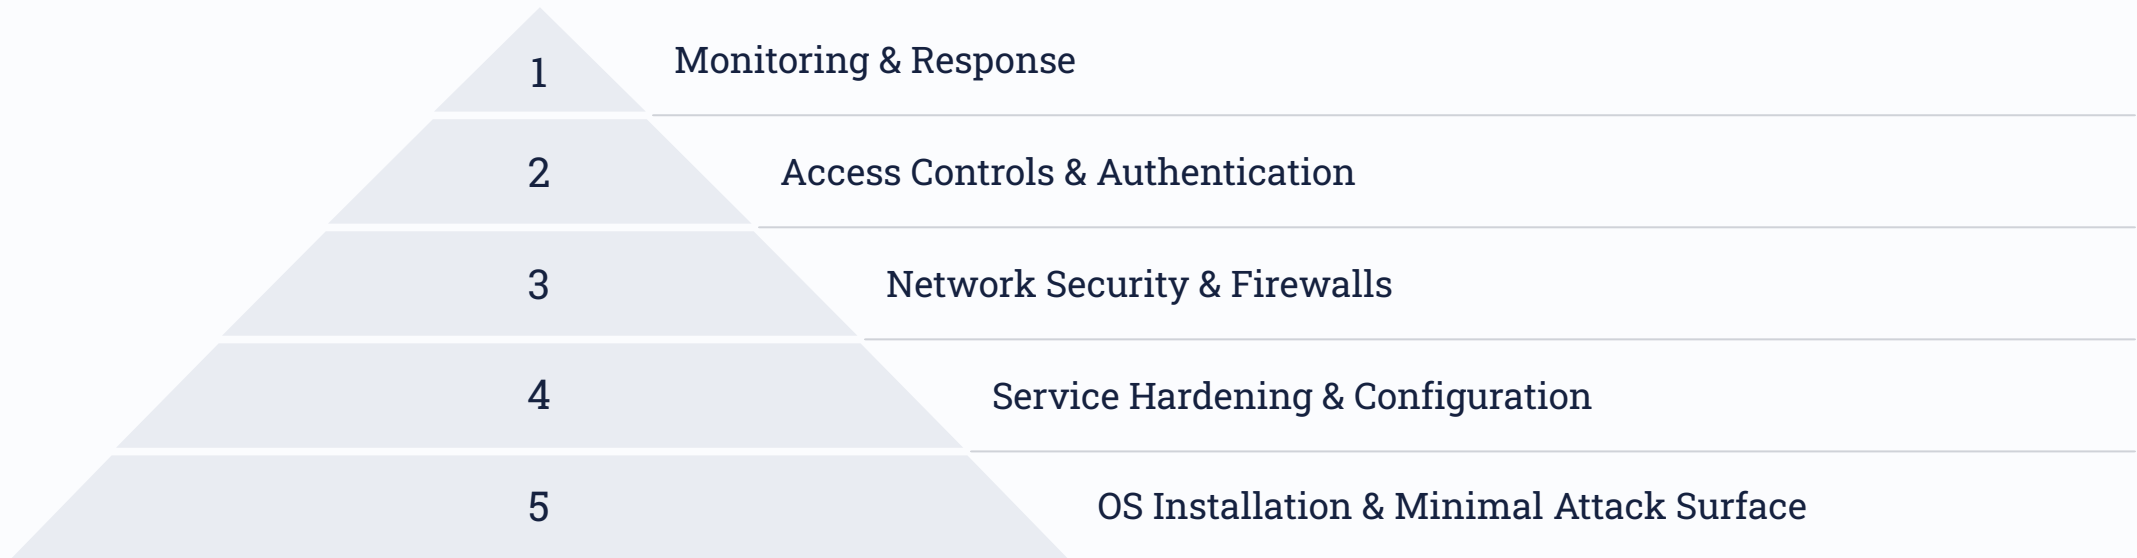 1
Monitoring & Response
2
Access Controls & Authentication
3
Network Security & Firewalls
4
Service Hardening & Configuration
5
OS Installation & Minimal Attack Surface